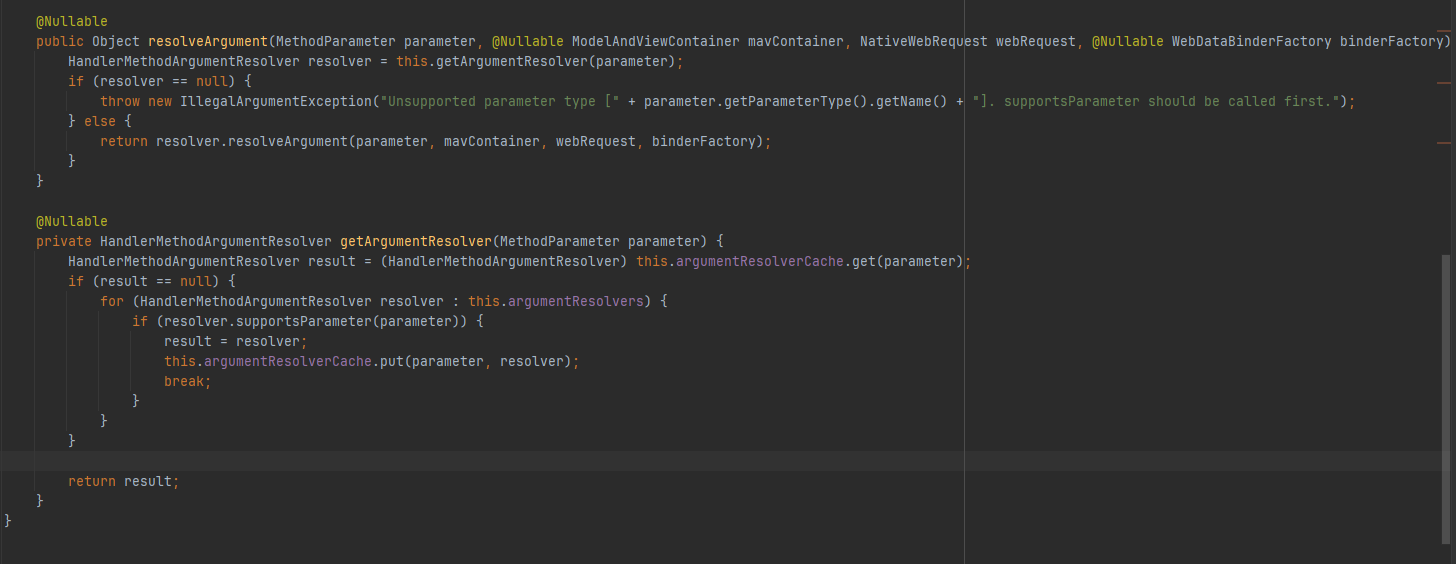 @Nullable
public Object resolveArgument(MethodParameter parameter, @Nullable ModelAndViewContainer mavContainer, NativeWebRequest webRequest, @Nullable WebDataBinderFactory binderFactory)
HandlerMethodArgumentResolver resolver = this.getArgumentResolver(parameter);
if (resolver == null) {
throw new IllegalArgumentException("Unsupported parameter type [" + parameter.getParameterType().getName() + "]. supportsParameter should be called first.");
} else {
return resolver.resolveArgument(parameter, mavContainer, webRequest, binderFactory);
}
}
@Nullable
private HandlerMethodArgumentResolver getArgumentResolver(MethodParameter parameter) {
HandlerMethodArgumentResolver result = (HandlerMethodArgumentResolver) this.argumentResolverCache.get(parameter);
if (result == null) {
for (HandlerMethodArgumentResolver resolver : this.argumentResolvers) {
if (resolver.supportsParameter(parameter)) {
result = resolver;
this.argumentResolverCache.put(parameter, resolver);
break;
}
}
}
return result;
}
}